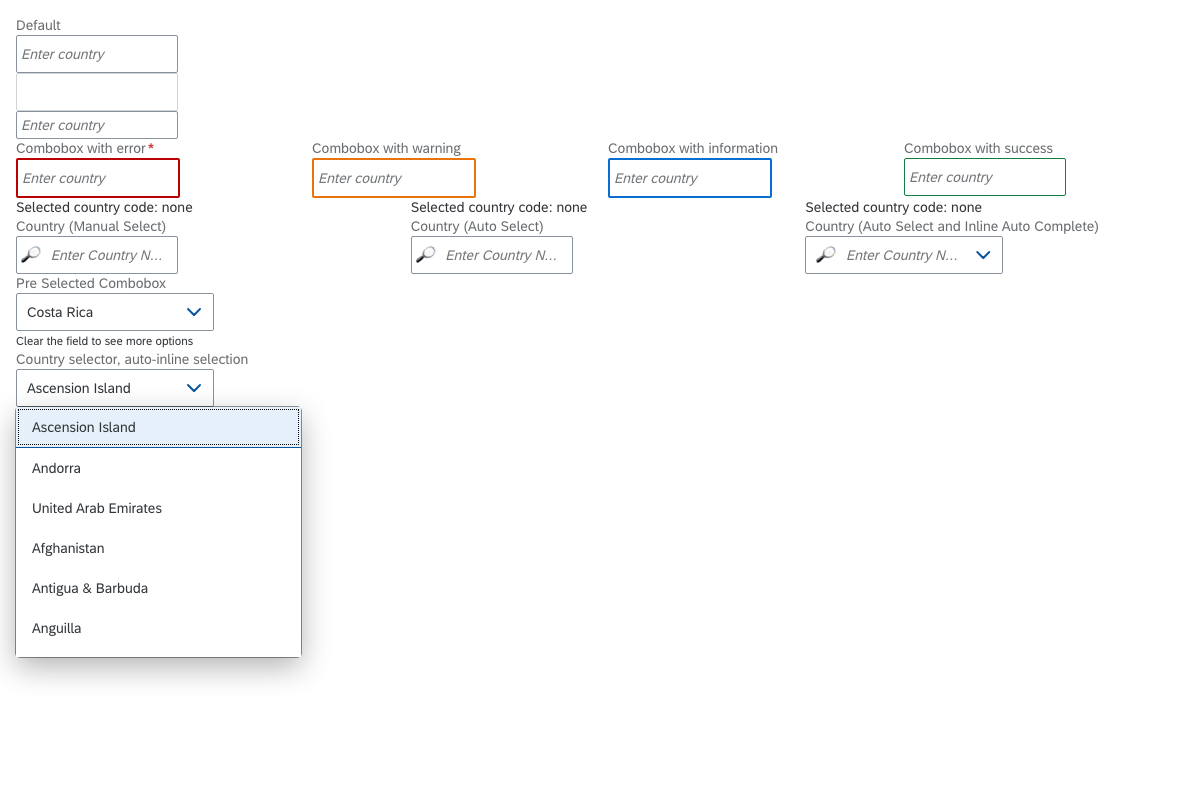 Default
Enter country
Enter country
Combobox with error *
Combobox with warning
Combobox with information
Combobox with success
Enter country
Enter country
Enter country
Enter country
Selected country code: none
Selected country code: none
Selected country code: none
Country (Manual Select)
Country (Auto Select)
Country (Auto Select and Inline Auto Complete)
Enter Country N...
Enter Country N...
Enter Country N...
Pre Selected Combobox
Costa Rica
Clear the field to see more options
Country selector, auto-inline selection
Ascension Island
Ascension Island
Andorra
United Arab Emirates
Afghanistan
Antigua & Barbuda
Anguilla